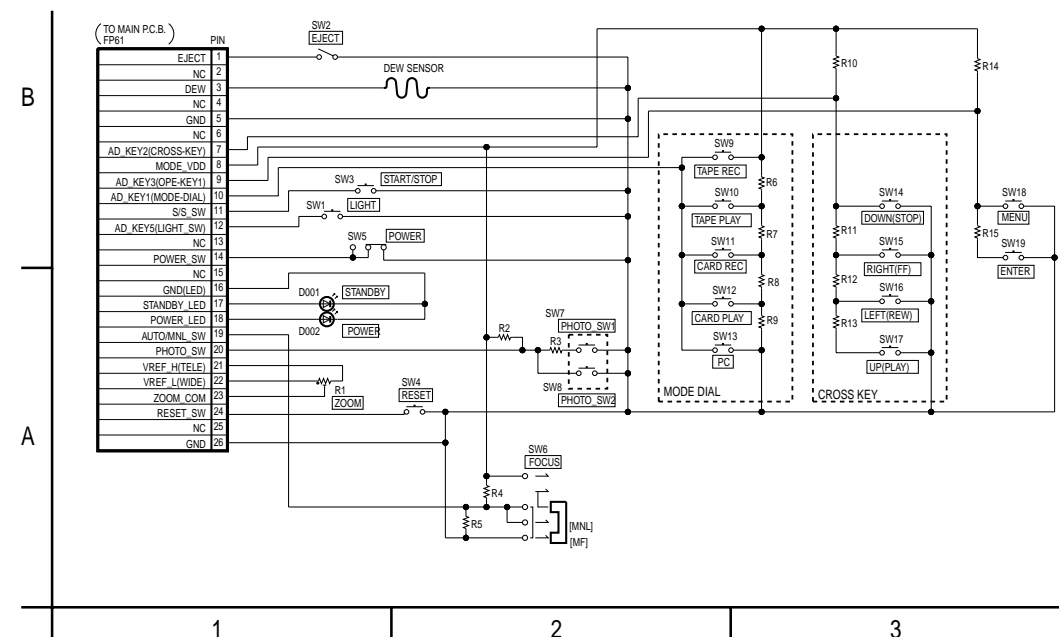 (TO MAIN P.C.B.)
FP61
PIN
EJECT 1
NC 2
DEW 3
NC 4
GND 5
NC 6
AD_KEY2(CROSS-KEY) 7
MODE_VDD 8
AD_KEY3(OPE-KEY1) 9
AD_KEY1(MODE-DIAL) 10
S/S_SW 11
AD_KEY5(LIGHT_SW) 12
NC 13
POWER_SW 14
NC 15
GND(LED) 16
STANDBY_LED 17
POWER_LED 18
AUTO/MNL_SW 19
PHOTO_SW 20
VREF_H(TELE) 21
VREF_L(WIDE) 22
ZOOM_COM 23
RESET_SW 24
NC 25
GND 26
SW2
EJECT
DEW SENSOR
SW3
START/STOP
SW1
LIGHT
SW5
POWER
D001
STANDBY
D002
POWER
R1
ZOOM
SW4
RESET
R2
R3
SW7
PHOTO_SW1
SW8
PHOTO_SW2
SW6
FOCUS
R4
R5
[MNL]
[MF]
SW9
TAPE REC
R6
SW10
TAPE PLAY
R7
SW11
CARD REC
R8
SW12
CARD PLAY
R9
SW13
PC
MODE DIAL
R10
SW14
DOWN(STOP)
R11
SW15
RIGHT(FF)
R12
SW16
LEFT(REW)
R13
SW17
UP(PLAY)
CROSS KEY
R14
SW18
MENU
R15
SW19
ENTER
B
A
1
2
3